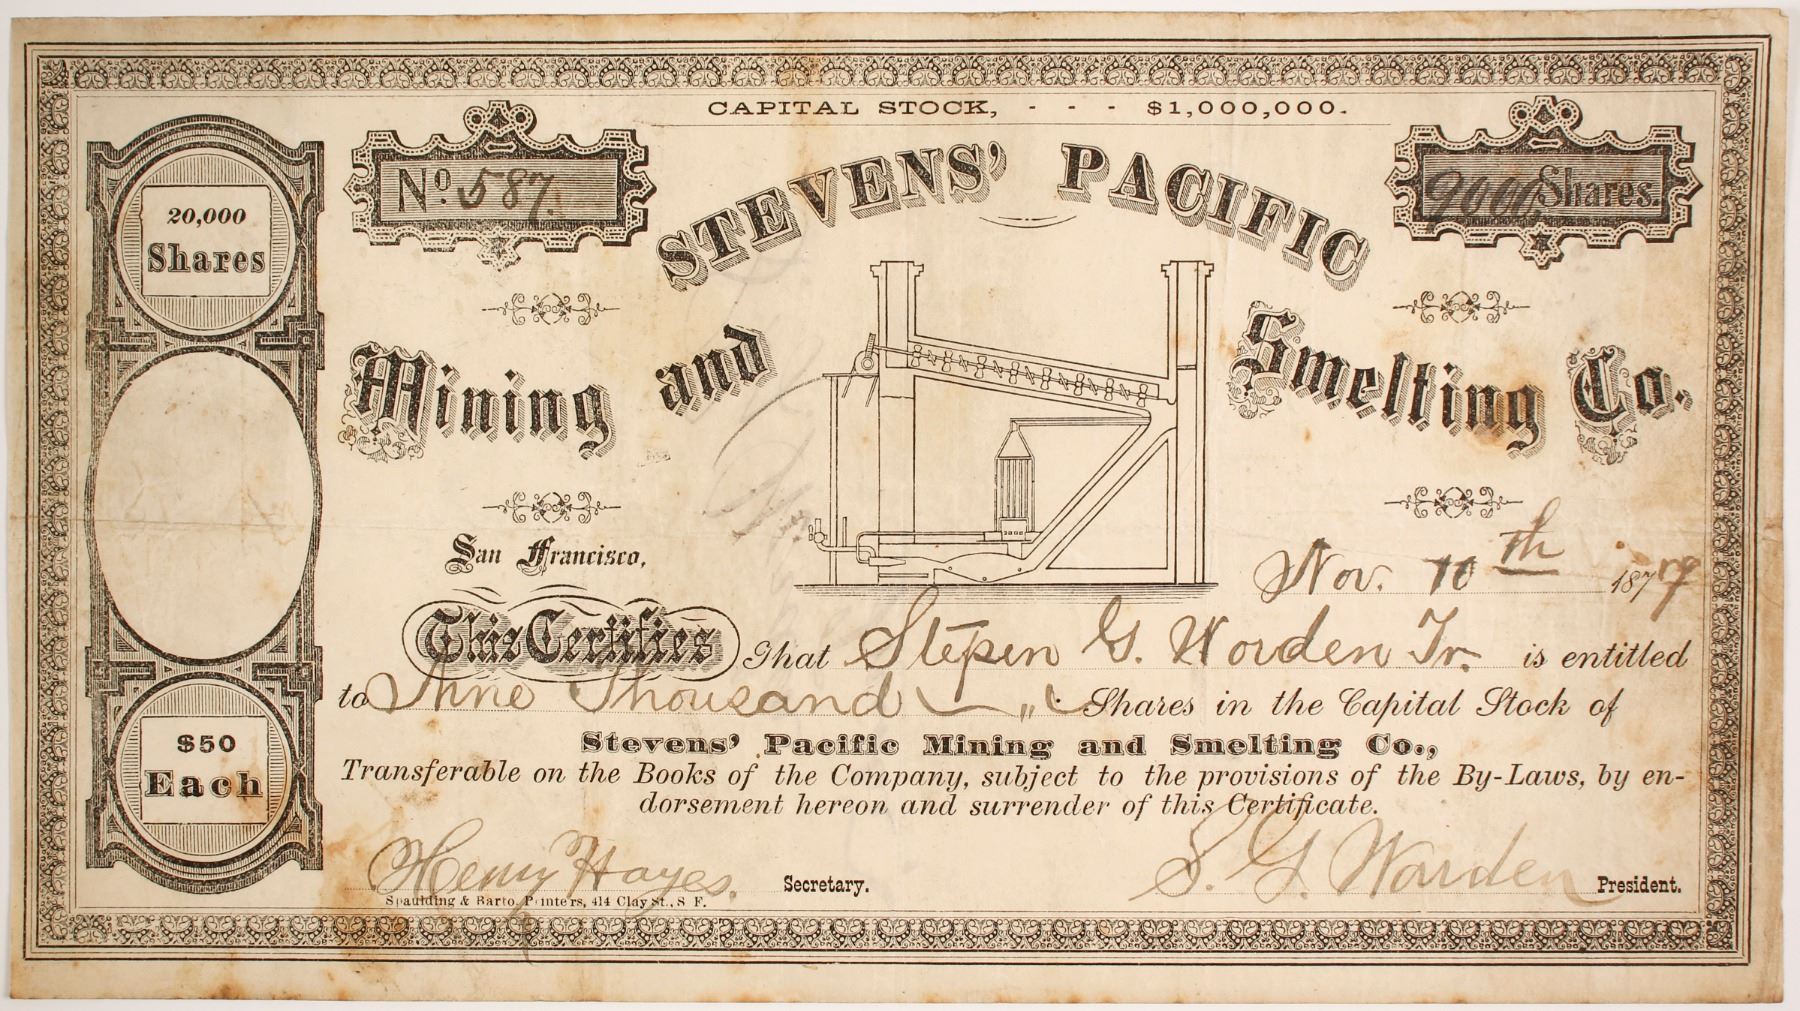 CAPITAL STOCK, - - - $1,000,000.
No. 587.
9000 Shares.
20,000
Shares
STEVENS' PACIFIC
Mining and Smelting Co.
San Francisco, Nov. 10th 1879
This Certifies That Stepen G. Worden Jr. is entitled
to Nine Thousand Shares in the Capital Stock of
Stevens' Pacific Mining and Smelting Co.,
$50
Each
Transferable on the Books of the Company, subject to the provisions of the By-Laws, by en-
dorsement hereon and surrender of this Certificate.
Henry Hayes. Secretary.
S. G. Worden President.
Spaulding & Barto, Printers, 414 Clay St., S F.